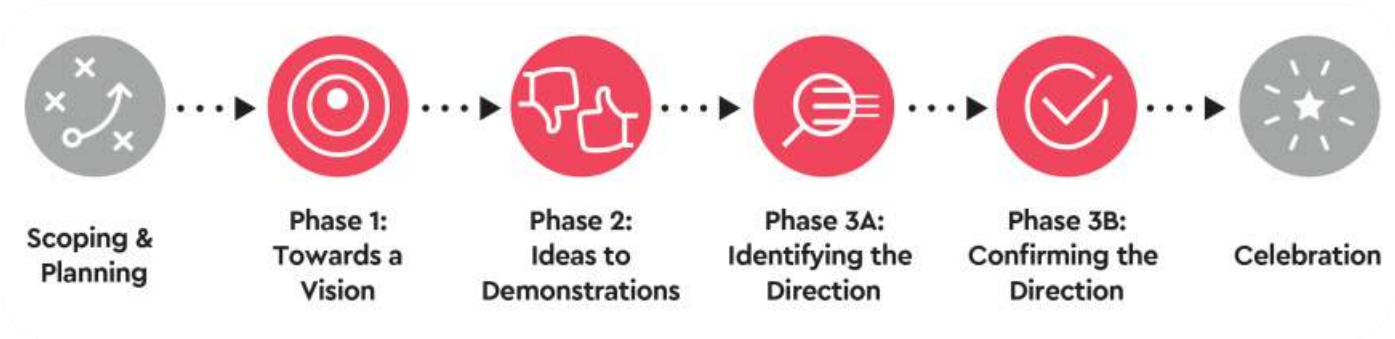 Scoping &
Planning
Phase 1:
Towards a
Vision
Phase 2:
Ideas to
Demonstrations
Phase 3A:
Identifying the
Direction
Phase 3B:
Confirming the
Direction
Celebration